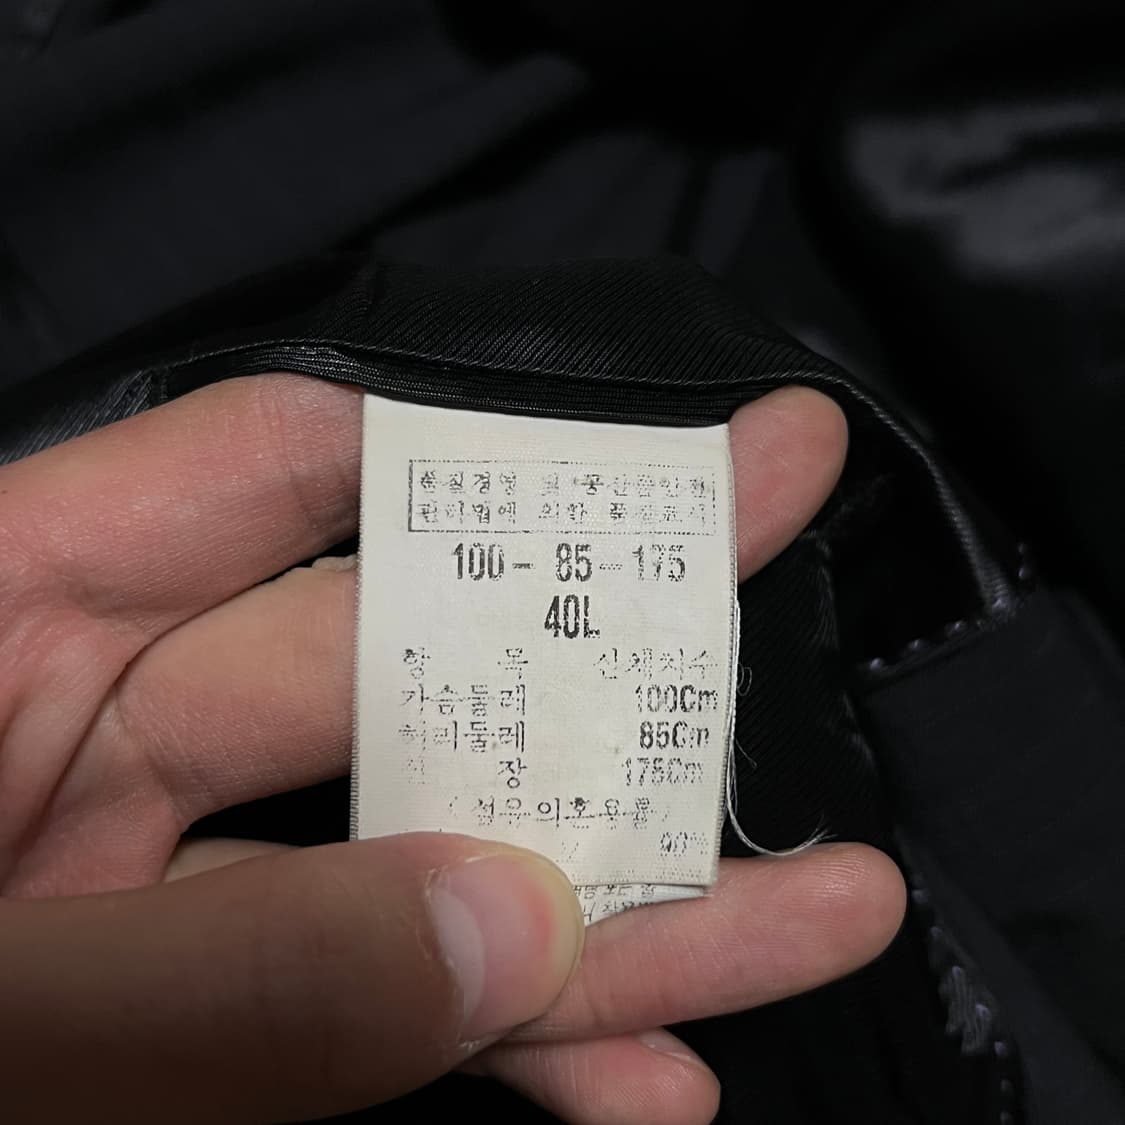 품질경영 및 공산품안전
관리법에 의한 품질표시
100 - 85 - 175
40L
항 목 신체치수
가슴둘레 100Cm
허리둘레 85Cm
신 장 175Cm
(섬유의혼용률)
90%